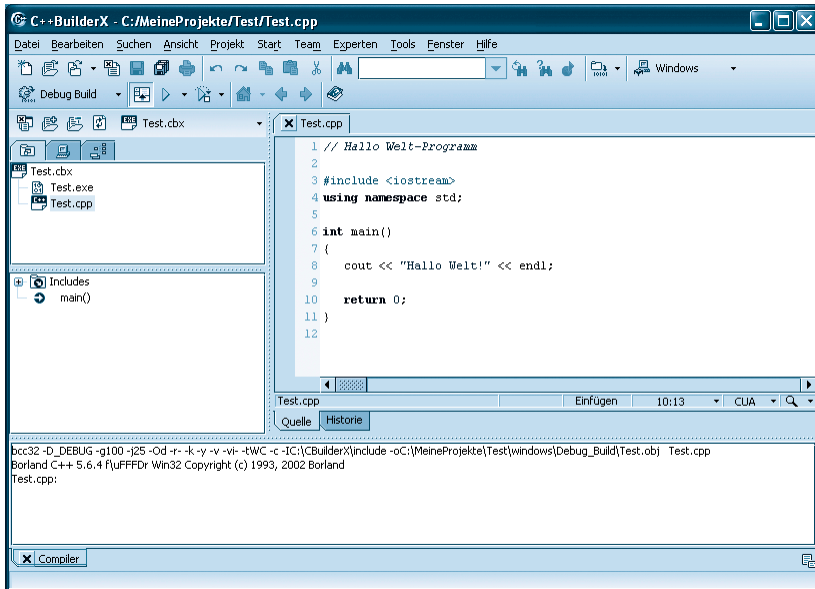 C++BuilderX - C:/MeineProjekte/Test/Test.cpp
Datei Bearbeiten Suchen Ansicht Projekt Start Team Experten Tools Fenster Hilfe
Windows
Debug Build
Test.cbx
Test.cpp
Test.cbx
Test.exe
Test.cpp
Includes
main()
1 // Hallo Welt-Programm
2
3 #include <iostream>
4 using namespace std;
5
6 int main()
7 {
8 cout << "Hallo Welt!" << endl;
9
10 return 0;
11 }
12
Test.cpp Einfügen 10:13 CUA
Quelle Historie
bcc32 -D_DEBUG -g100 -j25 -Od -r- -k -y -v -vi- -tWC -c -IC:\CBuilderX\include -oC:\MeineProjekte\Test\windows\Debug_Build\Test.obj Test.cpp
Borland C++ 5.6.4 f\uFFFDr Win32 Copyright (c) 1993, 2002 Borland
Test.cpp:
Compiler